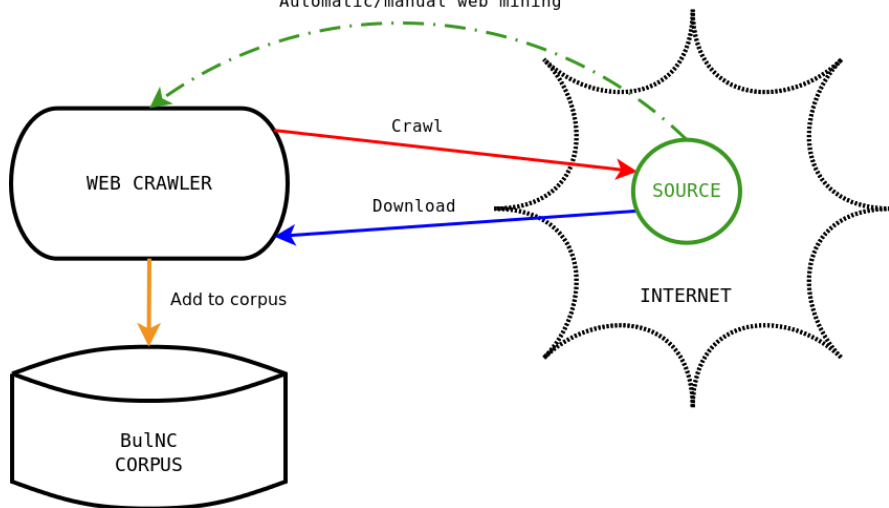 Automatic/manual web mining
Crawl
WEB CRAWLER
SOURCE
Download
INTERNET
Add to corpus
BulNC
CORPUS